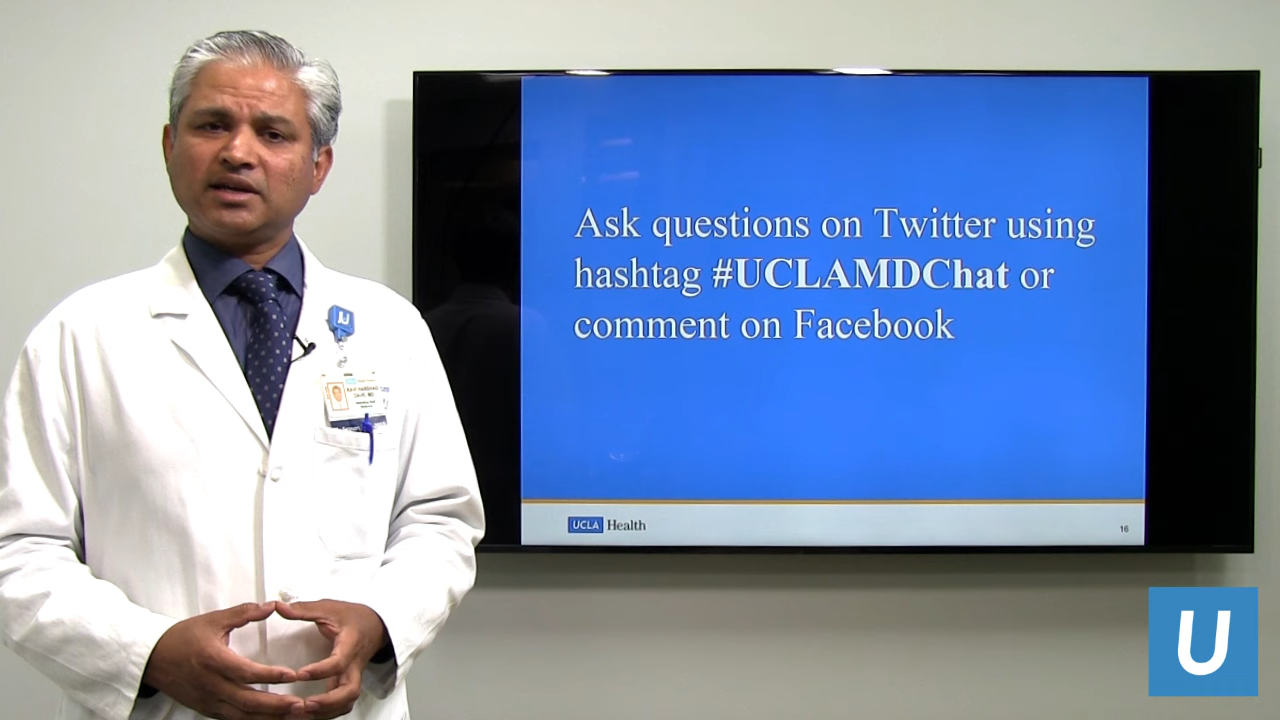 Ask questions on Twitter using
hashtag #UCLAMDChat or
comment on Facebook
UCLA Health
16
U
U